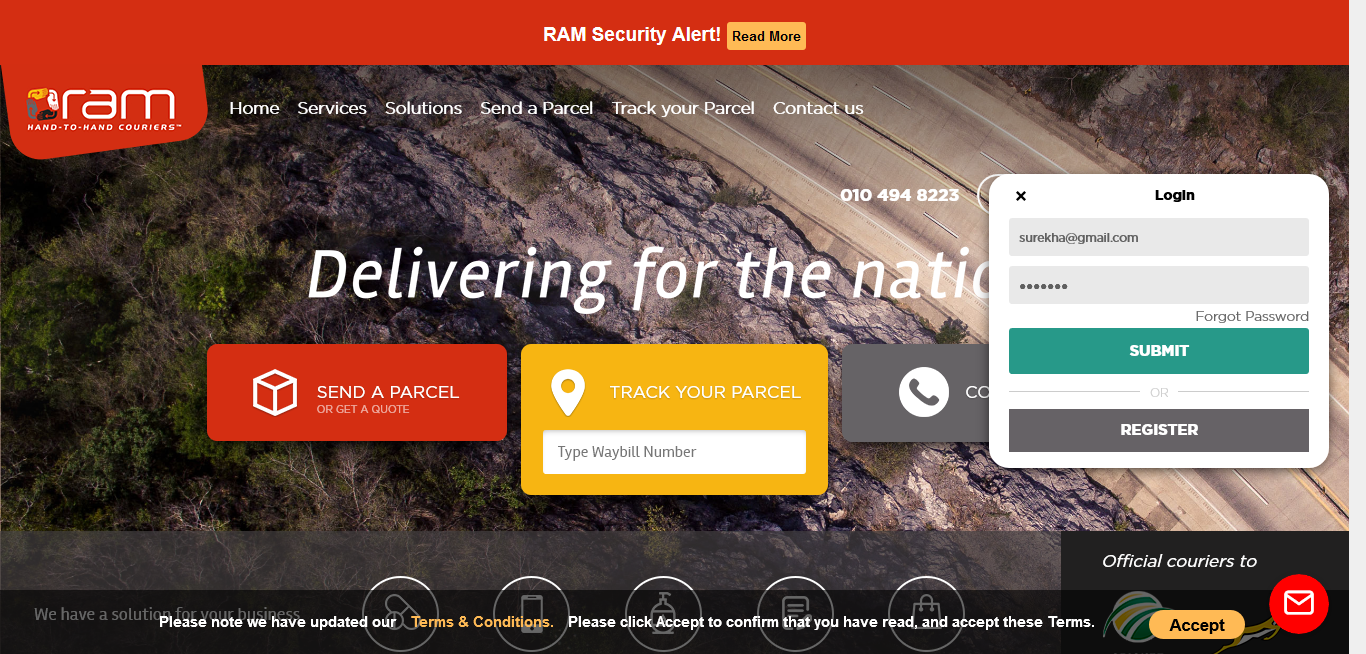 RAM Security Alert! Read More
ram
HAND-TO-HAND COURIERS™
Home Services Solutions Send a Parcel Track your Parcel Contact us
010 494 8223
Login
surekha@gmail.com
•••••••
Forgot Password
SUBMIT
OR
REGISTER
Delivering for the natio
SEND A PARCEL
OR GET A QUOTE
TRACK YOUR PARCEL
Type Waybill Number
CO
Official couriers to
We have a solution for your business
Please note we have updated our Terms & Conditions. Please click Accept to confirm that you have read, and accept these Terms. Accept